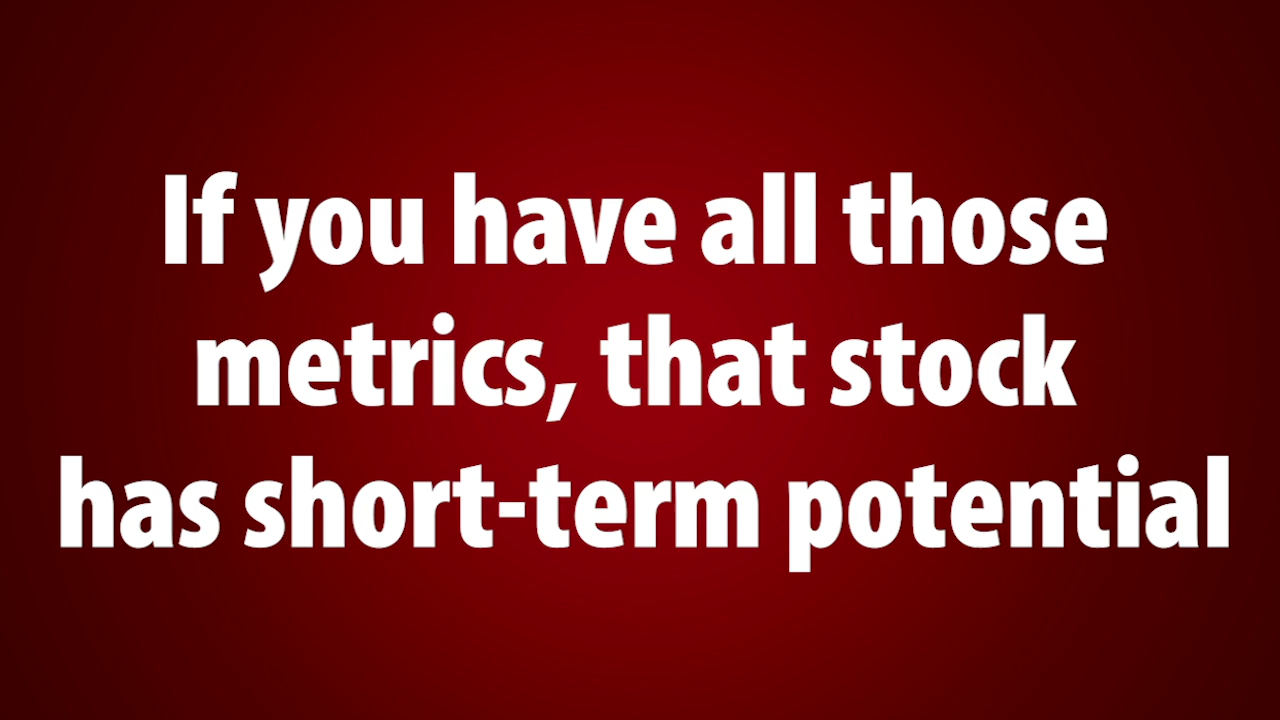 If you have all those
metrics, that stock
has short-term potential